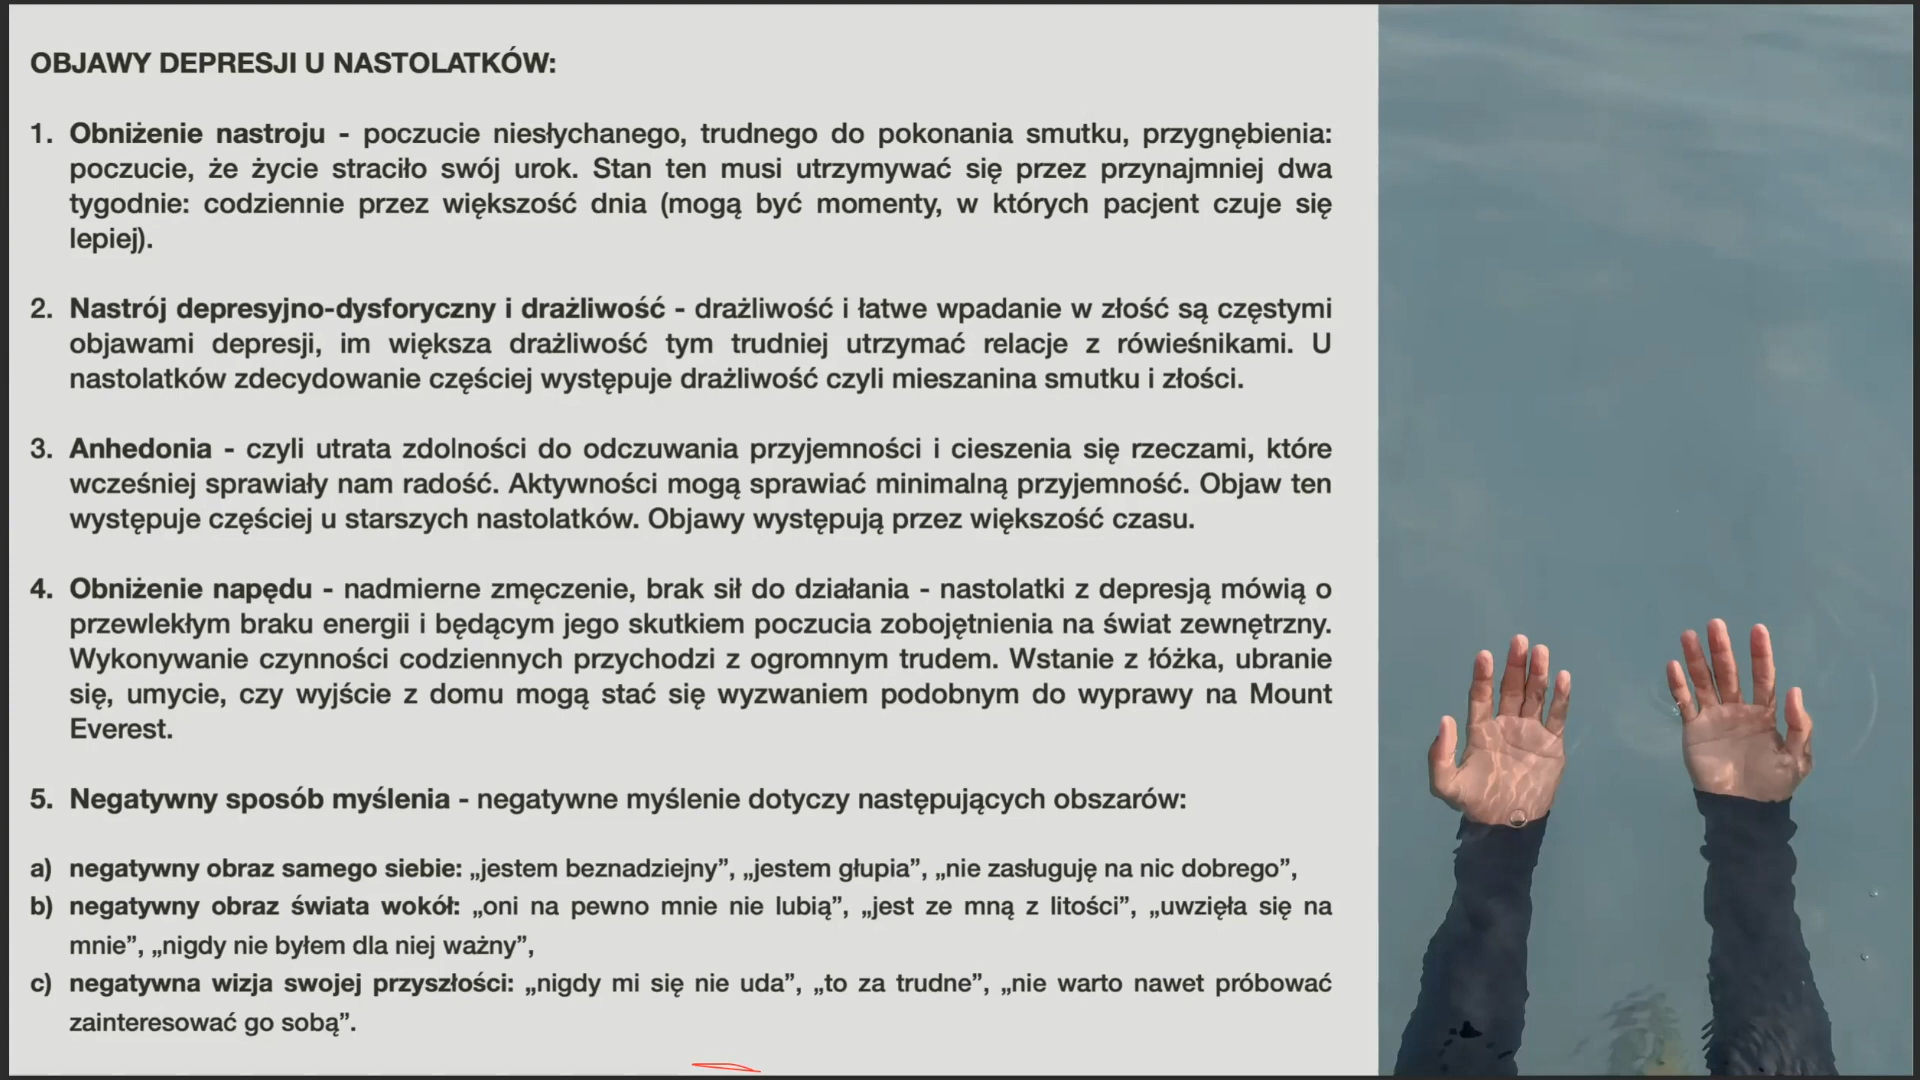 OBJAWY DEPRESJI U NASTOLATKÓW:
1. Obniżenie nastroju - poczucie niesłychanego, trudnego do pokonania smutku, przygnębienia:
poczucie, że życie straciło swój urok. Stan ten musi utrzymywać się przez przynajmniej dwa
tygodnie: codziennie przez większość dnia (mogą być momenty, w których pacjent czuje się
lepiej).
2. Nastrój depresyjno-dysforyczny i drażliwość - drażliwość i łatwe wpadanie w złość są częstymi
objawami depresji, im większa drażliwość tym trudniej utrzymać relacje z rówieśnikami. U
nastolatków zdecydowanie częściej występuje drażliwość czyli mieszanina smutku i złości.
3. Anhedonia - czyli utrata zdolności do odczuwania przyjemności i cieszenia się rzeczami, które
wcześniej sprawiały nam radość. Aktywności mogą sprawiać minimalną przyjemność. Objaw ten
występuje częściej u starszych nastolatków. Objawy występują przez większość czasu.
4. Obniżenie napędu - nadmierne zmęczenie, brak sił do działania - nastolatki z depresją mówią o
przewlekłym braku energii i będącym jego skutkiem poczucia zobojętnienia na świat zewnętrzny.
Wykonywanie czynności codziennych przychodzi z ogromnym trudem. Wstanie z łóżka, ubranie
się, umycie, czy wyjście z domu mogą stać się wyzwaniem podobnym do wyprawy na Mount
Everest.
5. Negatywny sposób myślenia - negatywne myślenie dotyczy następujących obszarów:
a) negatywny obraz samego siebie: „jestem beznadziejny”, „jestem głupia”, „nie zasługuję na nic dobrego”,
b) negatywny obraz świata wokół: „oni na pewno mnie nie lubią”, „jest ze mną z litości”, „uwzięła się na
mnie”, „nigdy nie byłem dla niej ważny”,
c) negatywna wizja swojej przyszłości: „nigdy mi się nie uda”, „to za trudne”, „nie warto nawet próbować
zainteresować go sobą”.